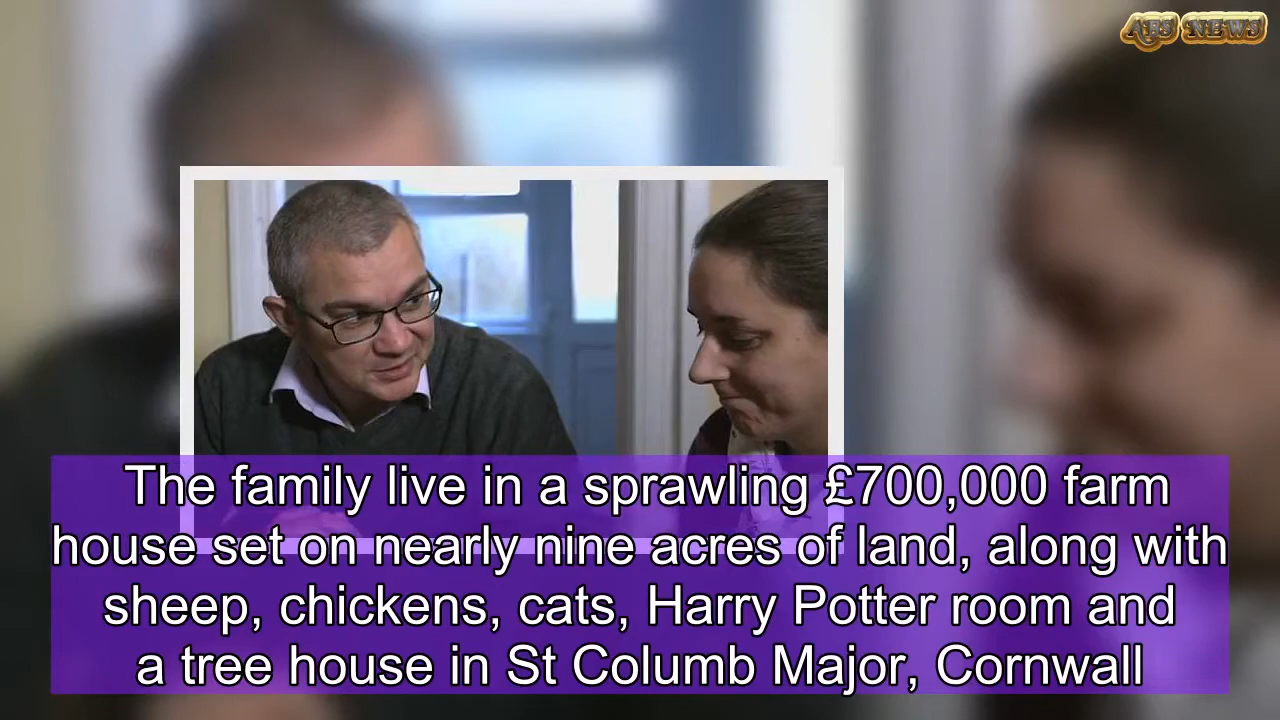 ABS NEWS
The family live in a sprawling £700,000 farm
house set on nearly nine acres of land, along with
sheep, chickens, cats, Harry Potter room and
a tree house in St Columb Major, Cornwall